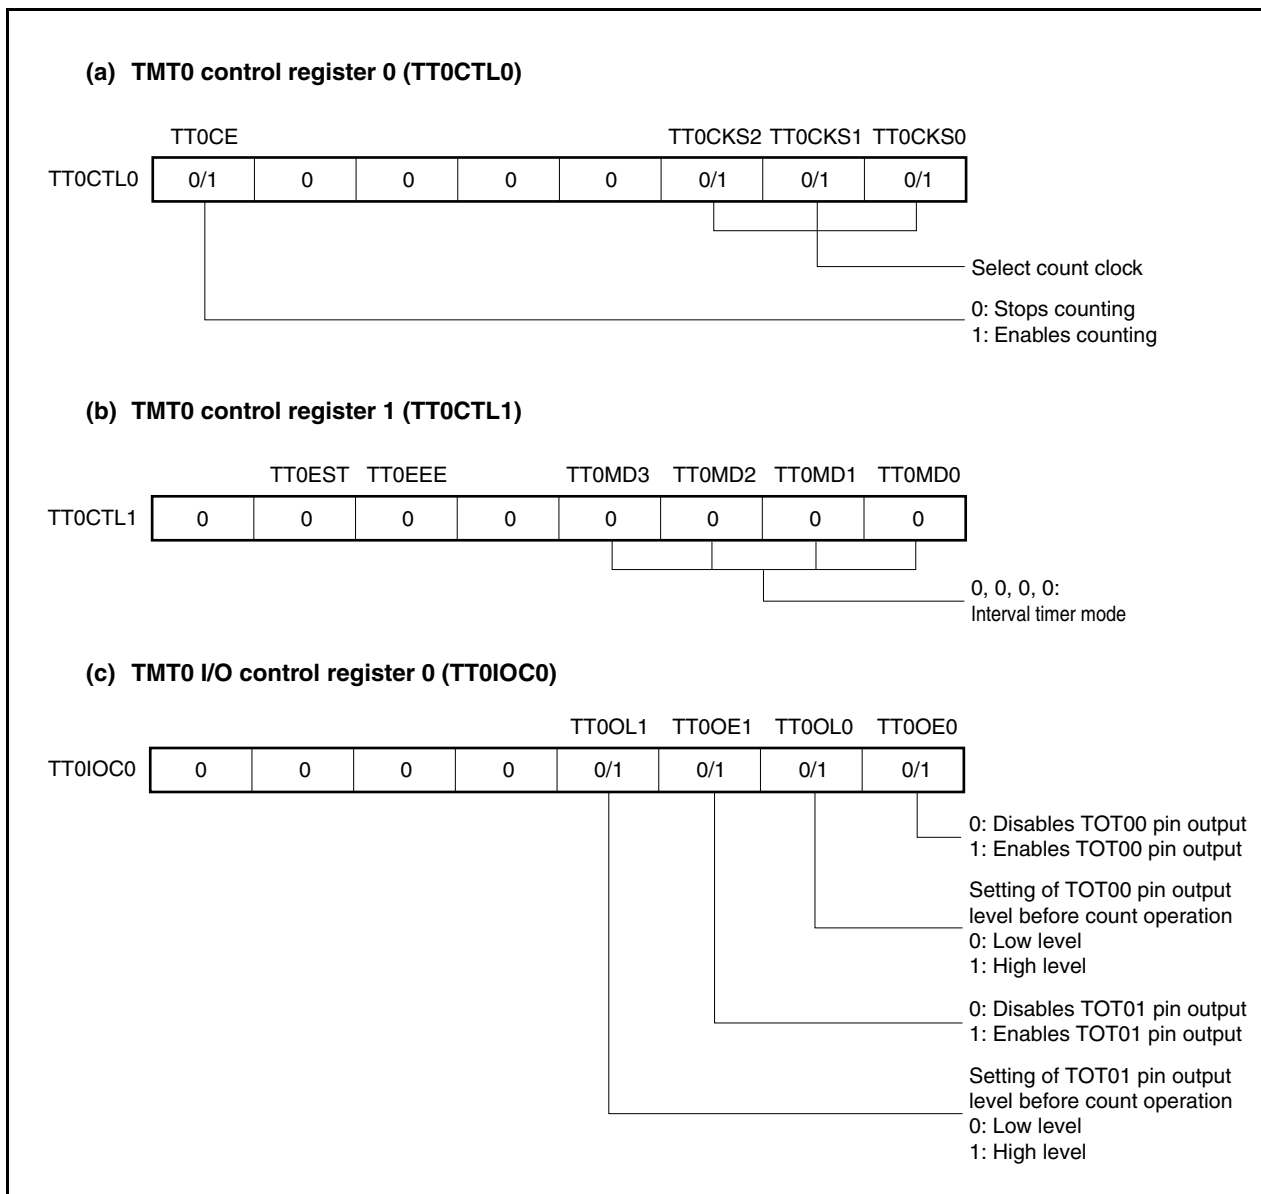 (a) TMT0 control register 0 (TT0CTL0)
TT0CE TT0CKS2 TT0CKS1 TT0CKS0
TT0CTL0 0/1 0 0 0 0 0/1 0/1 0/1
Select count clock
0: Stops counting
1: Enables counting
(b) TMT0 control register 1 (TT0CTL1)
TT0EST TT0EEE TT0MD3 TT0MD2 TT0MD1 TT0MD0
TT0CTL1 0 0 0 0 0 0 0 0
0, 0, 0, 0:
Interval timer mode
(c) TMT0 I/O control register 0 (TT0IOC0)
TT0OL1 TT0OE1 TT0OL0 TT0OE0
TT0IOC0 0 0 0 0 0/1 0/1 0/1 0/1
0: Disables TOT00 pin output
1: Enables TOT00 pin output
Setting of TOT00 pin output
level before count operation
0: Low level
1: High level
0: Disables TOT01 pin output
1: Enables TOT01 pin output
Setting of TOT01 pin output
level before count operation
0: Low level
1: High level